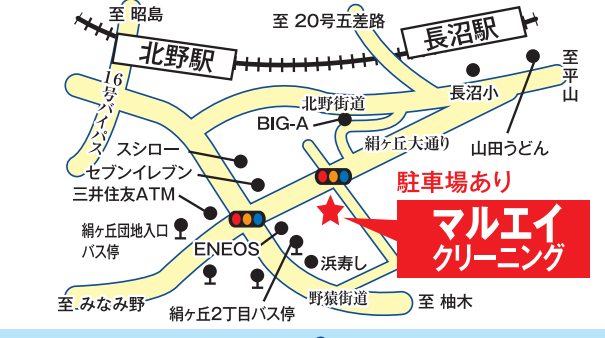 至 昭島
至 20号五差路
長沼駅
北野駅
至平山
16号バイパス
北野街道
長沼小
BIG-A
絹ヶ丘大通り
山田うどん
スシロー
セブンイレブン
三井住友ATM
駐車場あり
マルエイ
クリーニング
絹ヶ丘団地入口
バス停
ENEOS
浜寿し
野猿街道
至 みなみ野
絹ヶ丘2丁目バス停
至 柚木